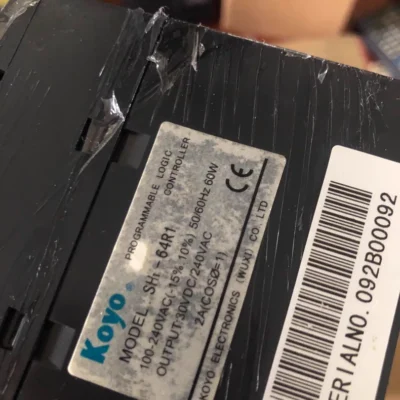 Koyo
PROGRAMMABLE LOGIC
CONTROLLER
MODEL SH1-64R1
100-240VAC(-15% 10%) 50/60Hz 60W
OUTPUT:30VDC/240VAC
2A(COSØ=1)
CE
KOYO ELECTRONICS (WUXI) CO LTD
ERIALNO. 092B00092